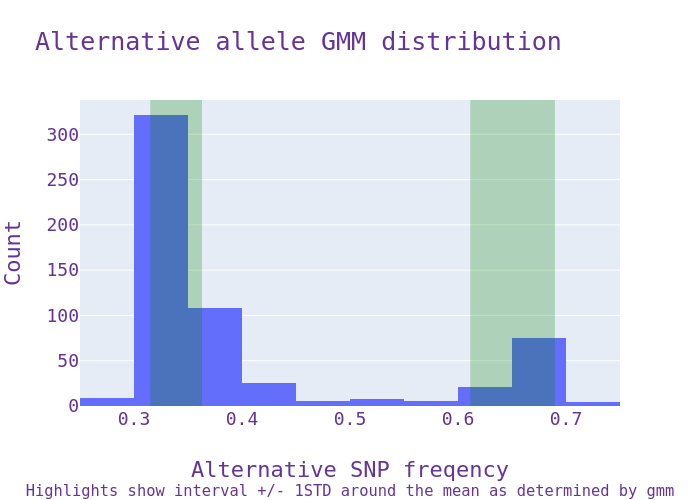 Alternative allele GMM distribution
Count
300
250
200
150
100
50
0
0.3 0.4 0.5 0.6 0.7
Alternative SNP freqency
Highlights show interval +/- 1STD around the mean as determined by gmm